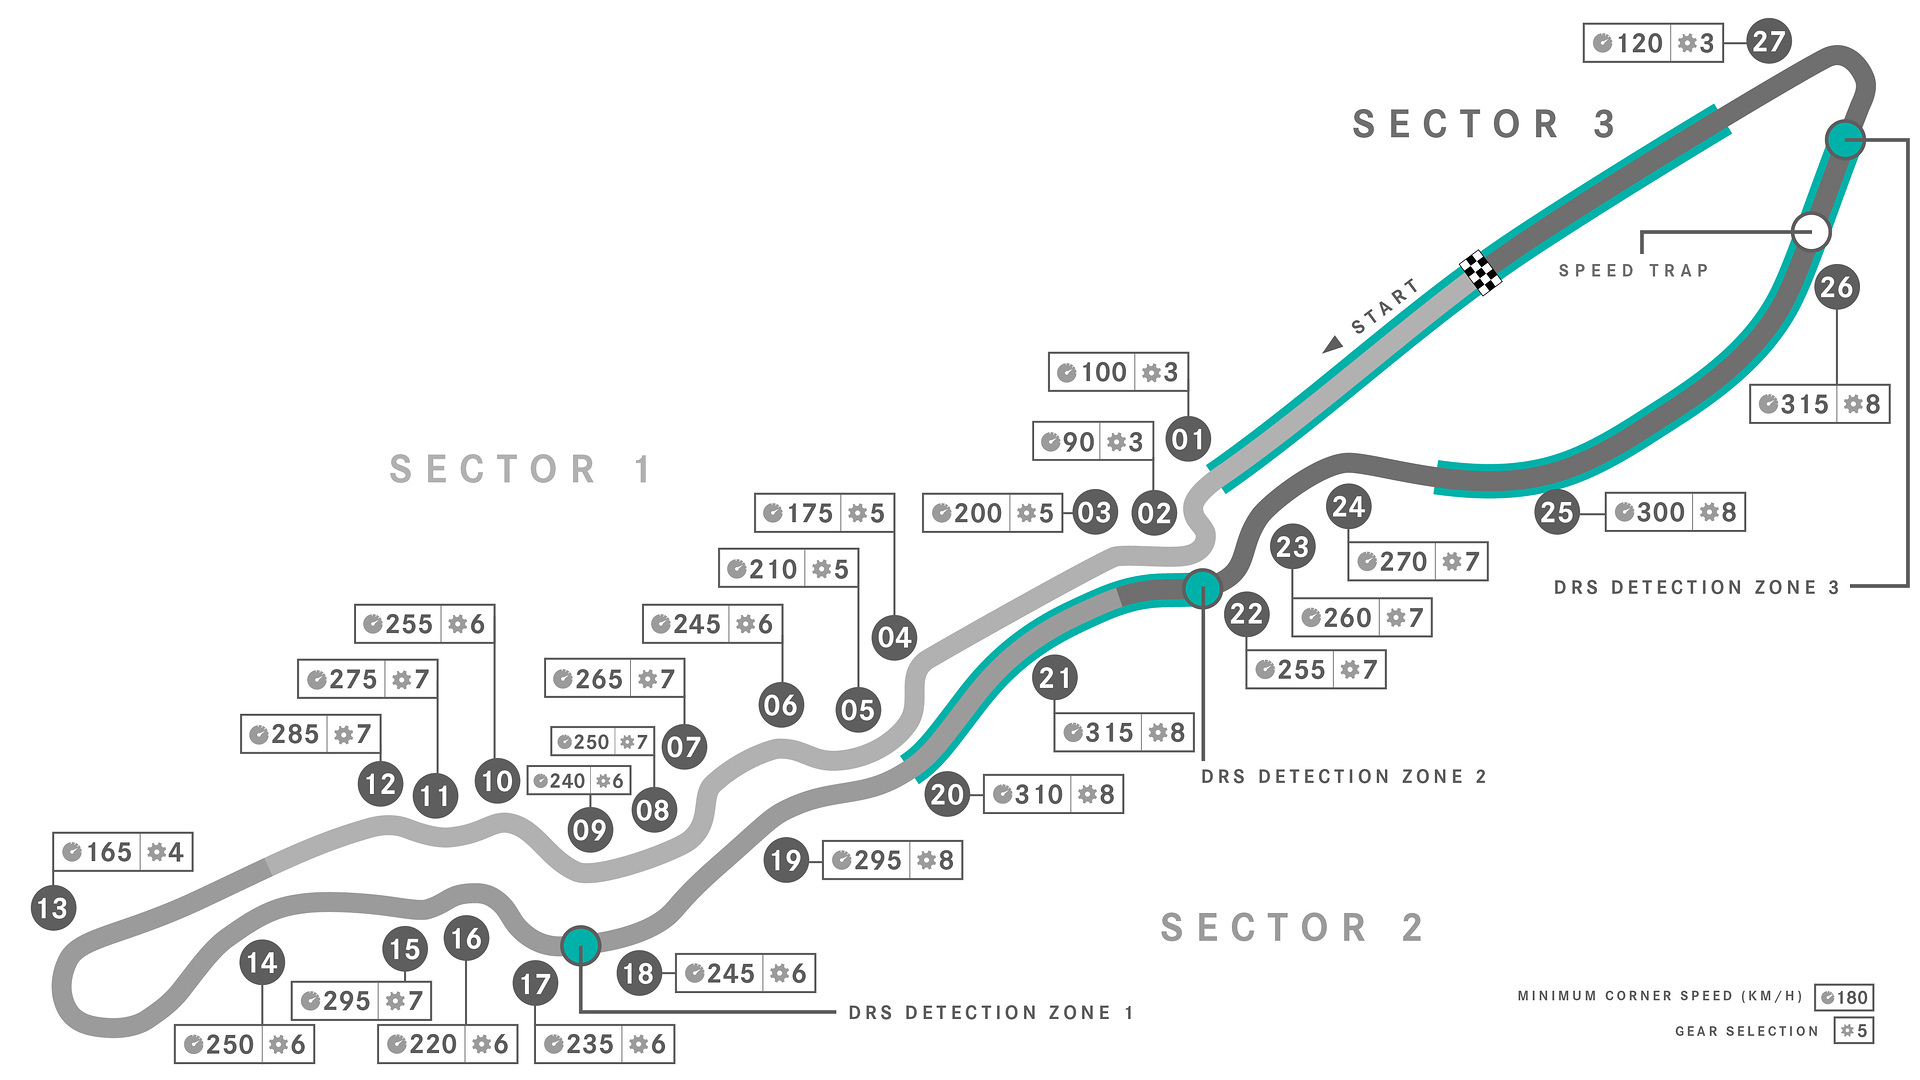 120 3 27
SECTOR 3
SPEED TRAP
START
26
315 8
100 3
01
90 3
02
200 5 03
SECTOR 1
175 5
04
210 5
05
245 6
06
265 7
07
250 7
08
240 6
09
255 6
10
275 7
11
285 7
12
165 4
13
14
250 6
15
295 7
16
220 6
17
235 6
18 245 6
19 295 8
20 310 8
21
315 8
22
255 7
23
260 7
24
270 7
25 300 8
DRS DETECTION ZONE 3
DRS DETECTION ZONE 2
DRS DETECTION ZONE 1
SECTOR 2
MINIMUM CORNER SPEED (KM/H) 180
GEAR SELECTION 5